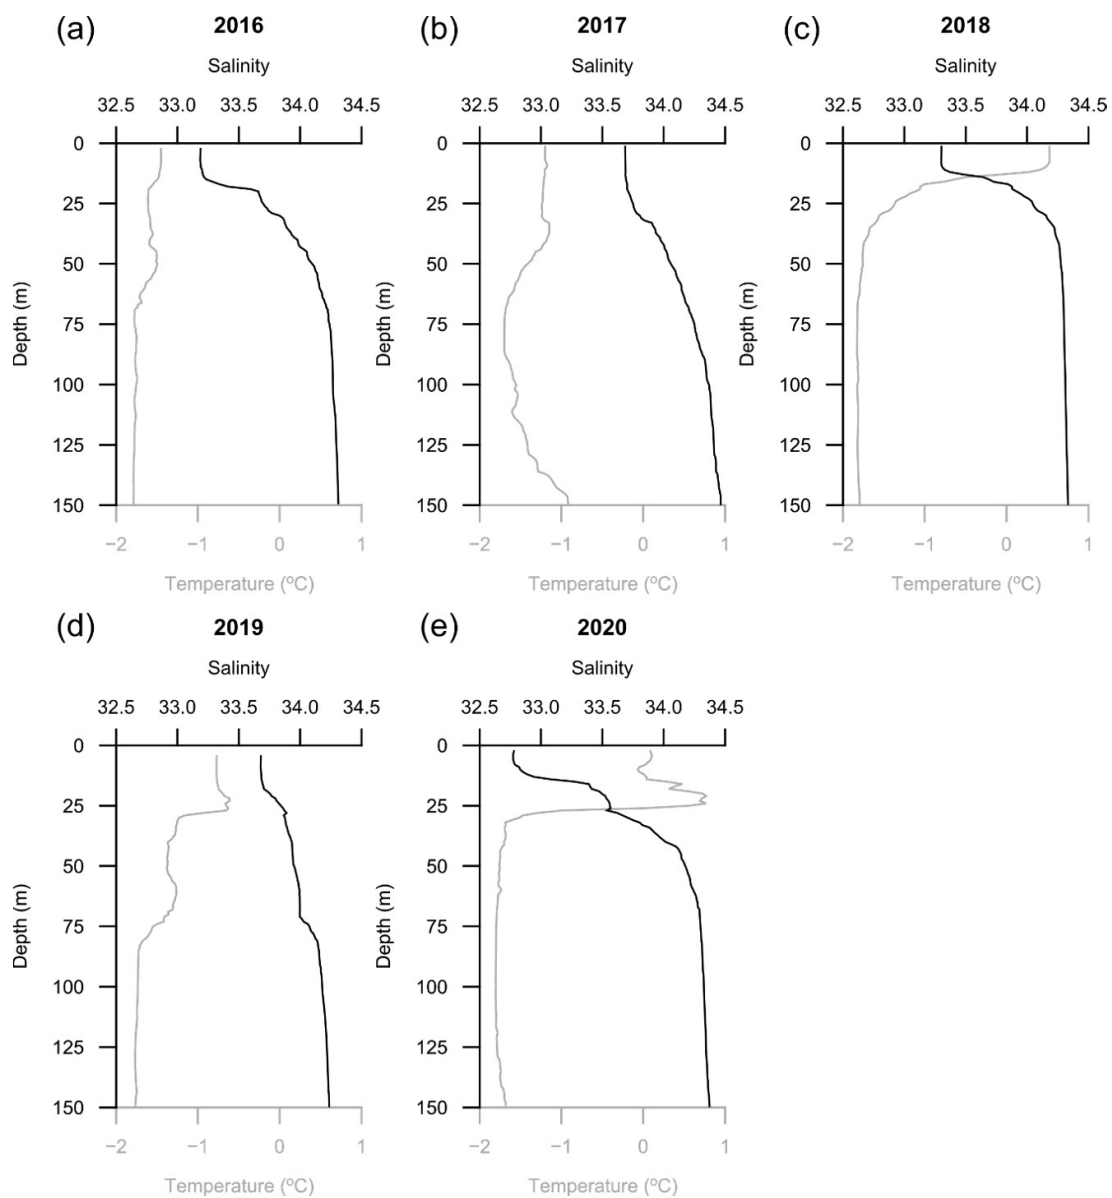 (a) 2016 (b) 2017 (c) 2018
Salinity Salinity Salinity
32.5 33.0 33.5 34.0 34.5 32.5 33.0 33.5 34.0 34.5 32.5 33.0 33.5 34.0 34.5
0 0 0
25 25 25
50 50 50
75 75 75
100 100 100
125 125 125
150 150 150
Depth (m) Depth (m) Depth (m)
−2 −1 0 1 −2 −1 0 1 −2 −1 0 1
Temperature (ºC) Temperature (ºC) Temperature (ºC)
(d) 2019 (e) 2020
Salinity Salinity
32.5 33.0 33.5 34.0 34.5 32.5 33.0 33.5 34.0 34.5
0 0
25 25
50 50
75 75
100 100
125 125
150 150
Depth (m) Depth (m)
−2 −1 0 1 −2 −1 0 1
Temperature (ºC) Temperature (ºC)